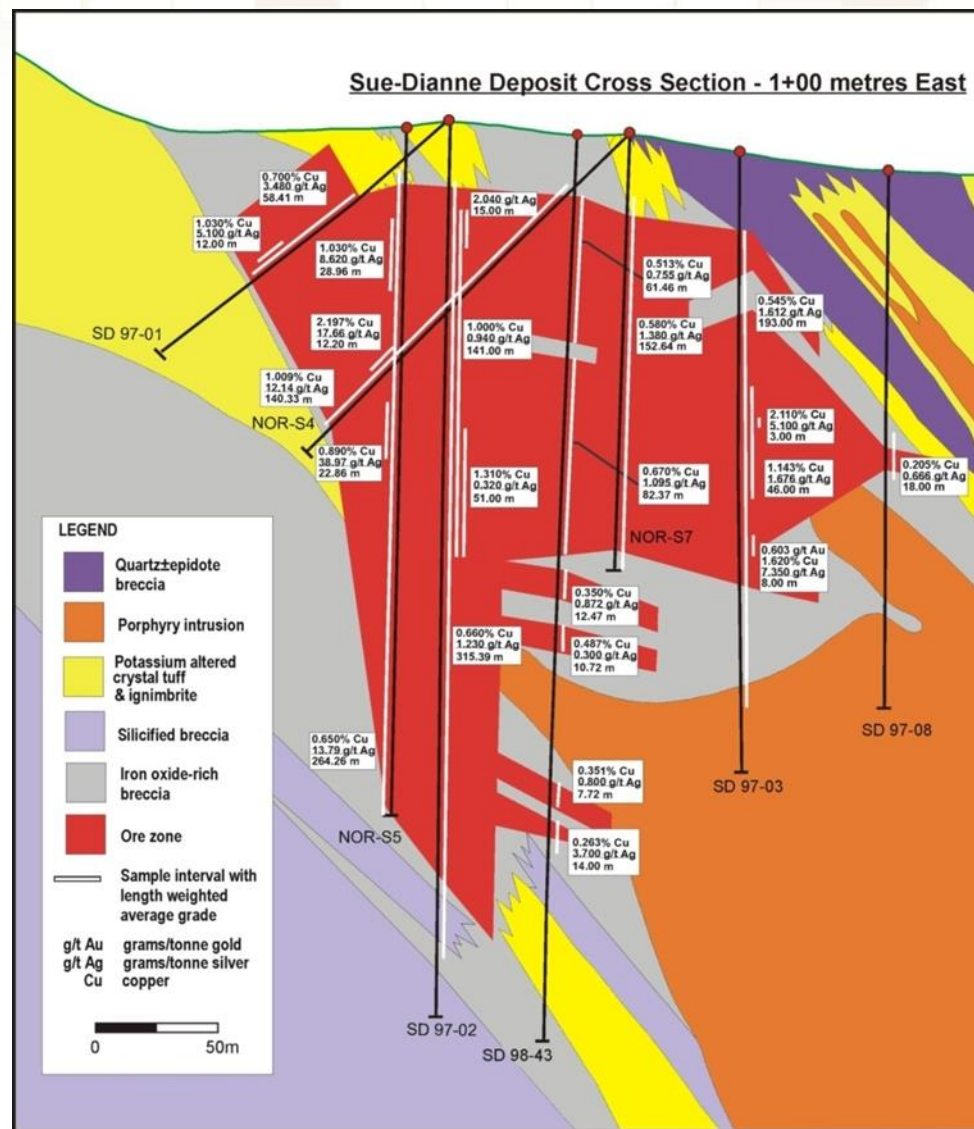 Sue-Dianne Deposit Cross Section - 1+00 metres East
0.700% Cu
3.480 g/t Ag
58.41 m
1.030% Cu
5.100 g/t Ag
12.00 m
SD 97-01
1.030% Cu
8.620 g/t Ag
28.96 m
2.040 g/t Ag
15.00 m
2.197% Cu
17.66 g/t Ag
12.20 m
1.009% Cu
12.14 g/t Ag
140.33 m
NOR-S4
0.890% Cu
38.97 g/t Ag
22.86 m
1.000% Cu
0.940 g/t Ag
141.00 m
1.310% Cu
0.320 g/t Ag
51.00 m
0.513% Cu
0.755 g/t Ag
61.46 m
0.580% Cu
1.380 g/t Ag
152.64 m
0.545% Cu
1.612 g/t Ag
193.00 m
2.110% Cu
5.100 g/t Ag
3.00 m
0.670% Cu
1.095 g/t Ag
82.37 m
1.143% Cu
1.676 g/t Ag
46.00 m
0.205% Cu
0.666 g/t Ag
18.00 m
NOR-S7
0.603 g/t Au
1.620% Cu
7.350 g/t Ag
8.00 m
0.350% Cu
0.872 g/t Ag
12.47 m
0.487% Cu
0.300 g/t Ag
10.72 m
0.660% Cu
1.230 g/t Ag
315.39 m
0.650% Cu
13.79 g/t Ag
264.26 m
NOR-S5
0.351% Cu
0.800 g/t Ag
7.72 m
0.263% Cu
3.700 g/t Ag
14.00 m
SD 97-08
SD 97-03
SD 97-02
SD 98-43
LEGEND
Quartz±epidote
breccia
Porphyry intrusion
Potassium altered
crystal tuff
& ignimbrite
Silicified breccia
Iron oxide-rich
breccia
Ore zone
Sample interval with
length weighted
average grade
g/t Au grams/tonne gold
g/t Ag grams/tonne silver
Cu copper
0 50m